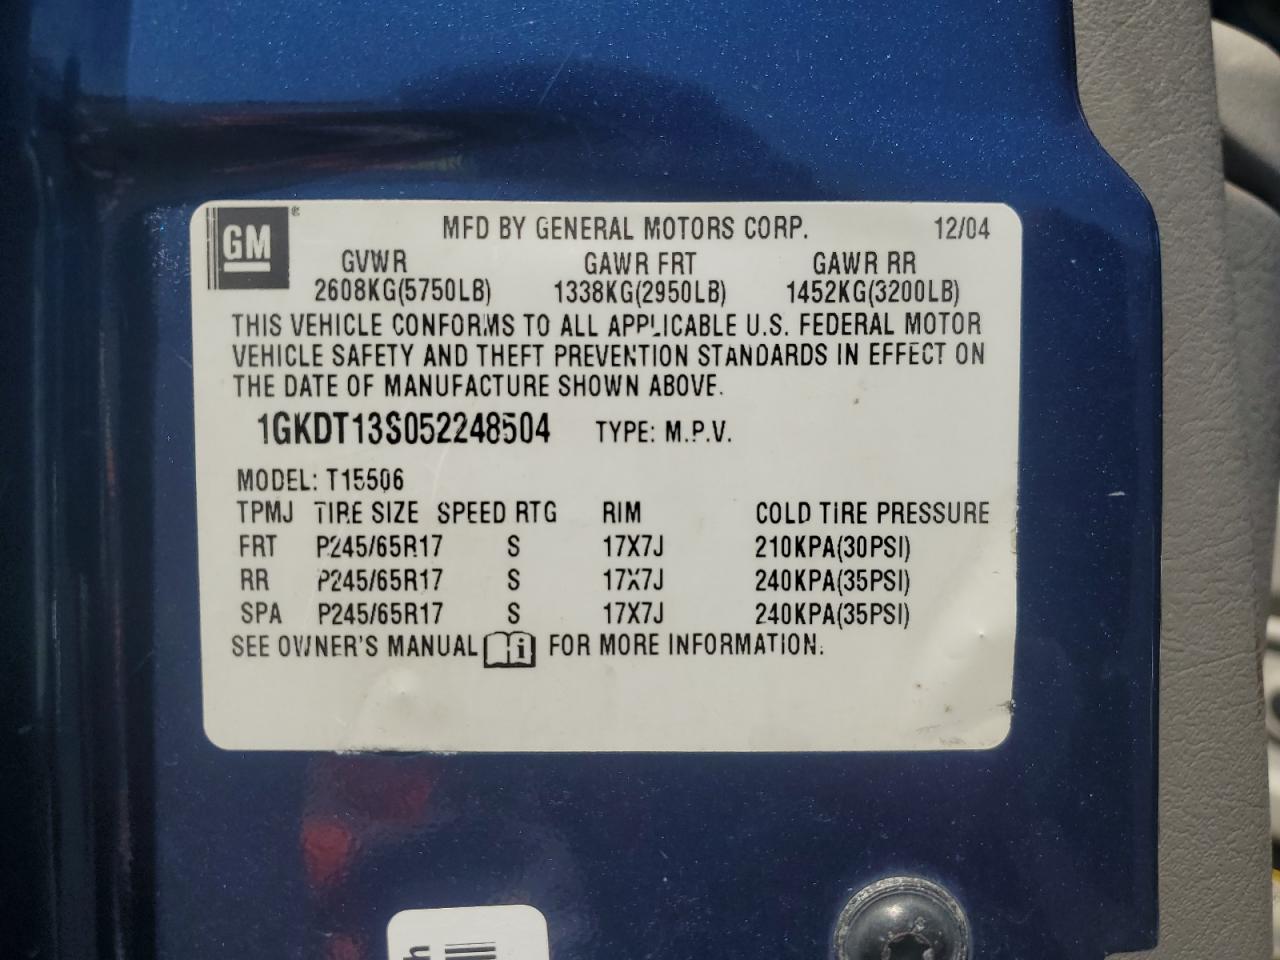 GM ® MFD BY GENERAL MOTORS CORP. 12/04
GVWR GAWR FRT GAWR RR
2608KG(5750LB) 1338KG(2950LB) 1452KG(3200LB)
THIS VEHICLE CONFORMS TO ALL APPLICABLE U.S. FEDERAL MOTOR
VEHICLE SAFETY AND THEFT PREVENTION STANDARDS IN EFFECT ON
THE DATE OF MANUFACTURE SHOWN ABOVE.
1GKDT13S052248504 TYPE: M.P.V.
MODEL: T15506
TPMJ TIRE SIZE SPEED RTG RIM COLD TIRE PRESSURE
FRT P245/65R17 S 17X7J 210KPA(30PSI)
RR P245/65R17 S 17X7J 240KPA(35PSI)
SPA P245/65R17 S 17X7J 240KPA(35PSI)
SEE OWNER'S MANUAL i FOR MORE INFORMATION.